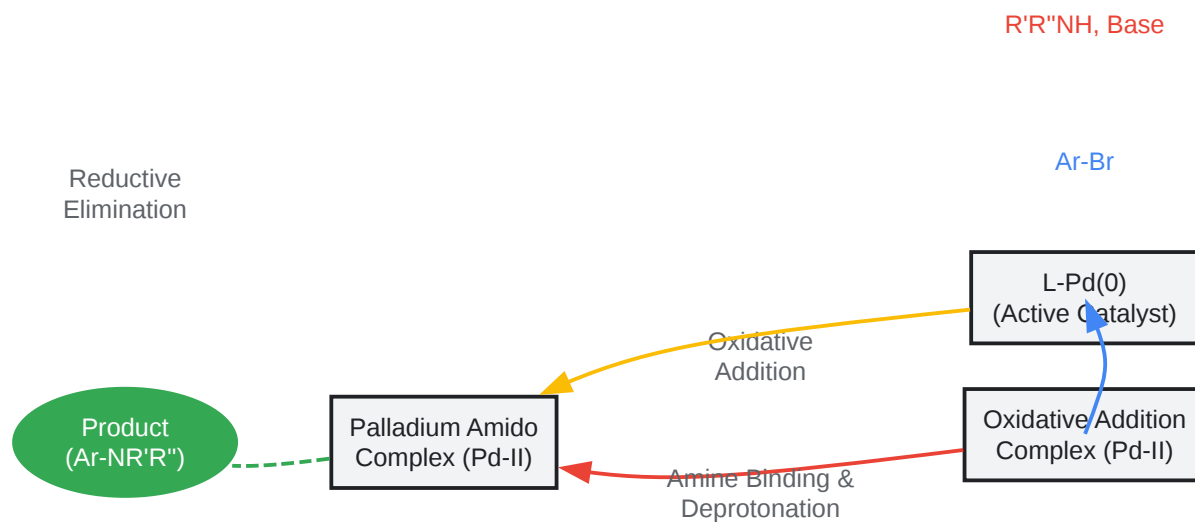 R'R"NH, Base
Ar-Br
Reductive
Elimination
L-Pd(0)
(Active Catalyst)
Oxidative
Addition
Product
(Ar-NR'R")
Palladium Amido
Complex (Pd-II)
Oxidative Addition
Complex (Pd-II)
Amine Binding &
Deprotonation